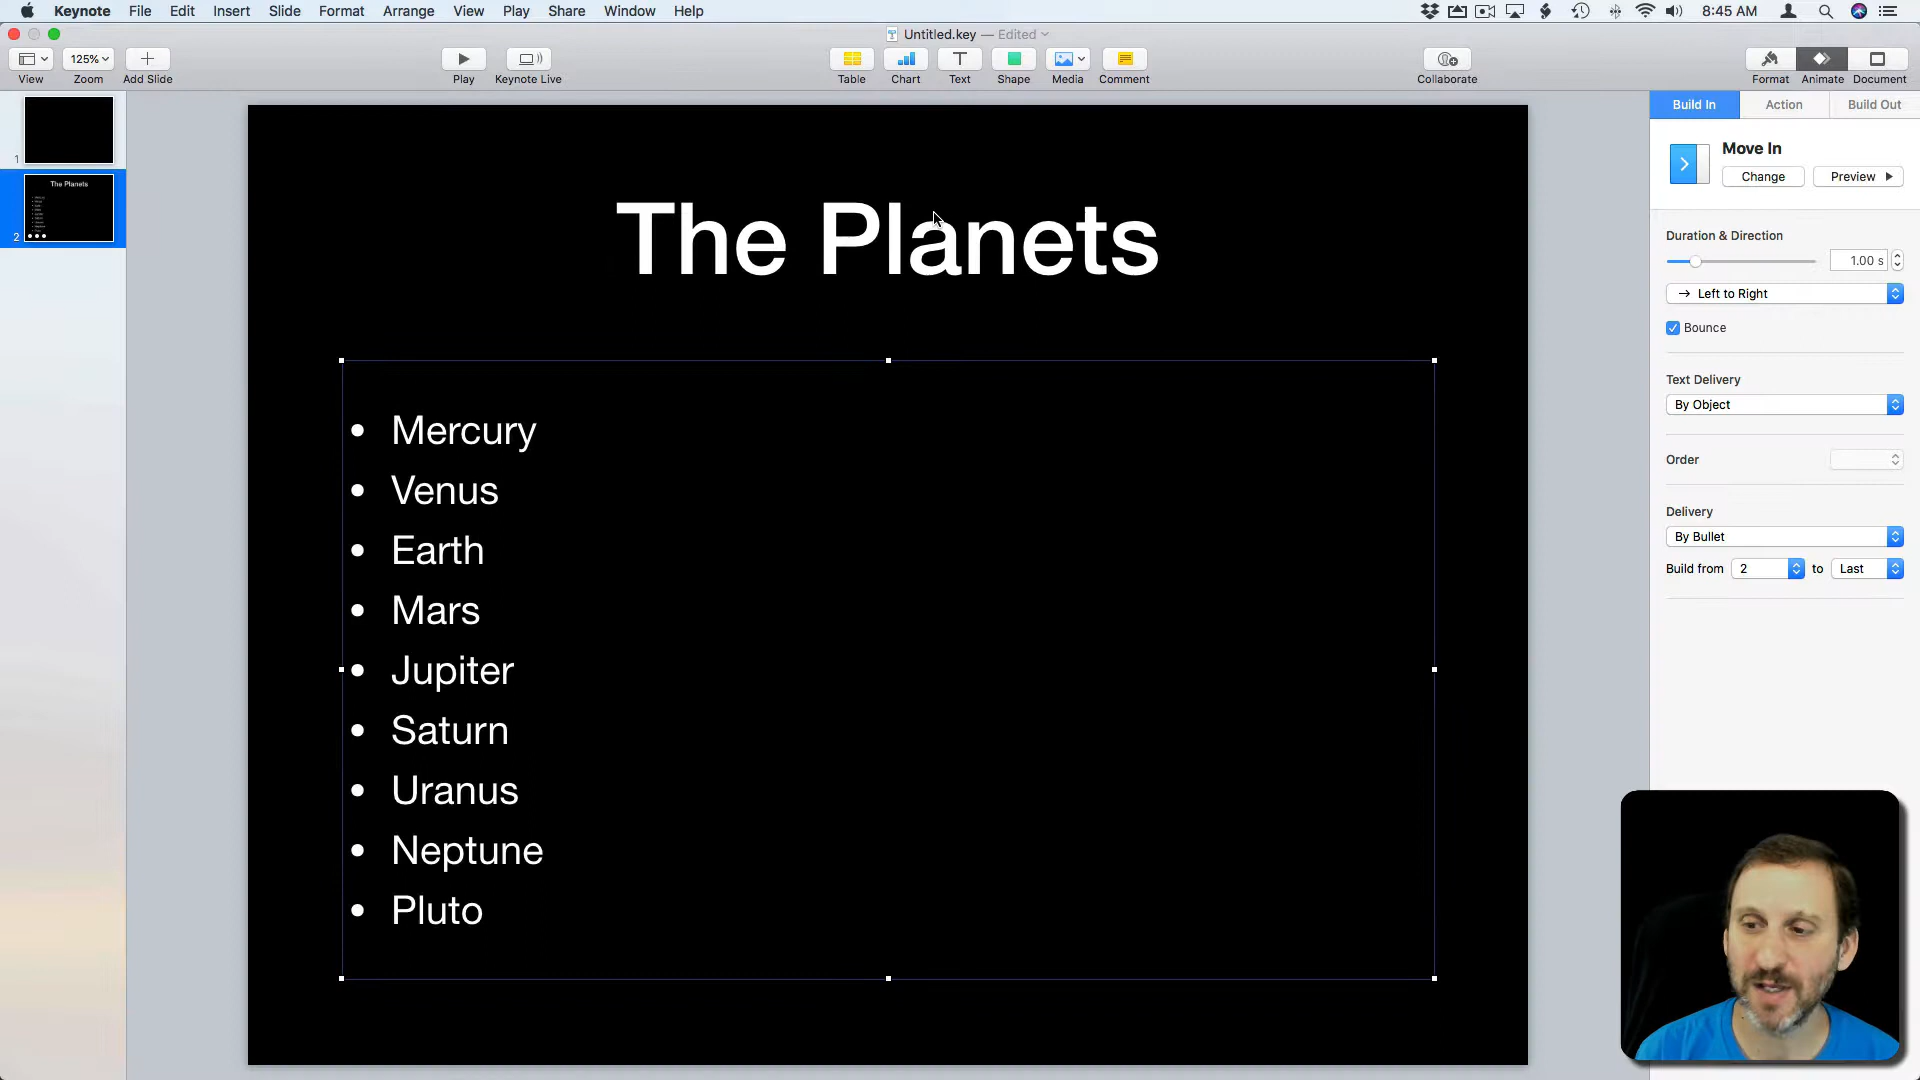 Keynote File Edit Insert Slide Format Arrange View Play Share Window Help 8:45 AM
Untitled.key — Edited
125%
View Zoom Add Slide Play Keynote Live Table Chart Text Shape Media Comment Collaborate Format Animate Document
Build In Action Build Out
Move In
Change Preview
Duration & Direction
1.00 s
→ Left to Right
Bounce
Text Delivery
By Object
Order
Delivery
By Bullet
Build from 2 to Last
1
The Planets
2
The Planets
• Mercury
• Venus
• Earth
• Mars
• Jupiter
• Saturn
• Uranus
• Neptune
• Pluto